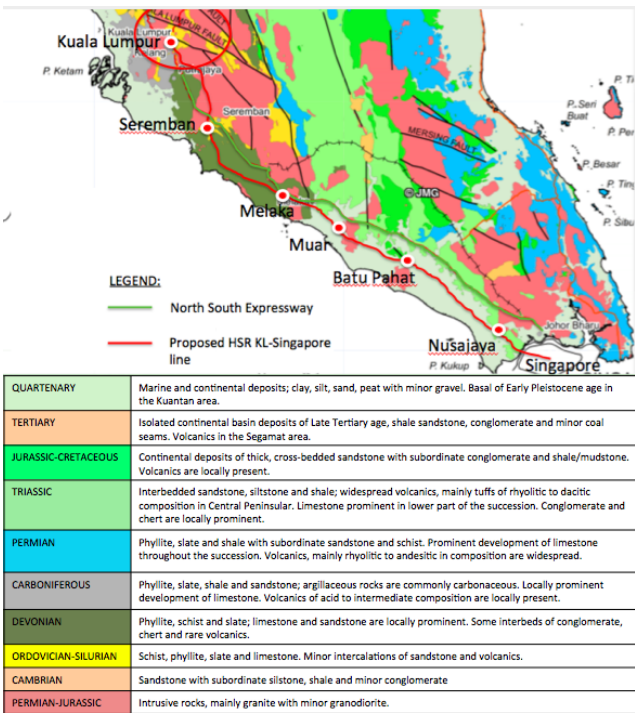 LA LUMPUR FAULT
FAULT
Kuala Lumpur
Kuala Lumpur
P. Ketam
Seremban
Seremban
MERSING FAULT
P. Seri
Buat
P. Besar
© JMG
Melaka
Muar
Batu Pahat
LEGEND:
North South Expressway
Proposed HSR KL-Singapore
line
Johor Bharu
Nusajaya
P. Kukup
Singapore
QUARTENARY
Marine and continental deposits; clay, silt, sand, peat with minor gravel. Basal of Early Pleistocene age in
the Kuantan area.
TERTIARY
Isolated continental basin deposits of Late Tertiary age, shale sandstone, conglomerate and minor coal
seams. Volcanics in the Segamat area.
JURASSIC-CRETACEOUS
Continental deposits of thick, cross-bedded sandstone with subordinate conglomerate and shale/mudstone.
Volcanics are locally present.
TRIASSIC
Interbedded sandstone, siltstone and shale; widespread volcanics, mainly tuffs of rhyolitic to dacitic
composition in Central Peninsular. Limestone prominent in lower part of the succession. Conglomerate and
chert are locally prominent.
PERMIAN
Phyllite, slate and shale with subordinate sandstone and schist. Prominent development of limestone
throughout the succession. Volcanics, mainly rhyolitic to andesitic in composition are widespread.
CARBONIFEROUS
Phyllite, slate, shale and sandstone; argillaceous rocks are commonly carbonaceous. Locally prominent
development of limestone. Volcanics of acid to intermediate composition are locally present.
DEVONIAN
Phyllite, schist and slate; limestone and sandstone are locally prominent. Some interbeds of conglomerate,
chert and rare volcanics.
ORDOVICIAN-SILURIAN
Schist, phyllite, slate and limestone. Minor intercalations of sandstone and volcanics.
CAMBRIAN
Sandstone with subordinate silstone, shale and minor conglomerate
PERMIAN-JURASSIC
Intrusive rocks, mainly granite with minor granodiorite.